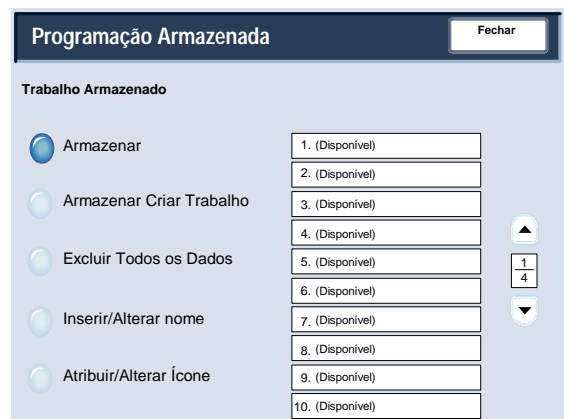 Programação Armazenada
Fechar
Trabalho Armazenado
Armazenar
Armazenar Criar Trabalho
Excluir Todos os Dados
Inserir/Alterar nome
Atribuir/Alterar Ícone
1. (Disponível)
2. (Disponível)
3. (Disponível)
4. (Disponível)
5. (Disponível)
6. (Disponível)
7. (Disponível)
8. (Disponível)
9. (Disponível)
10. (Disponível)
1
4